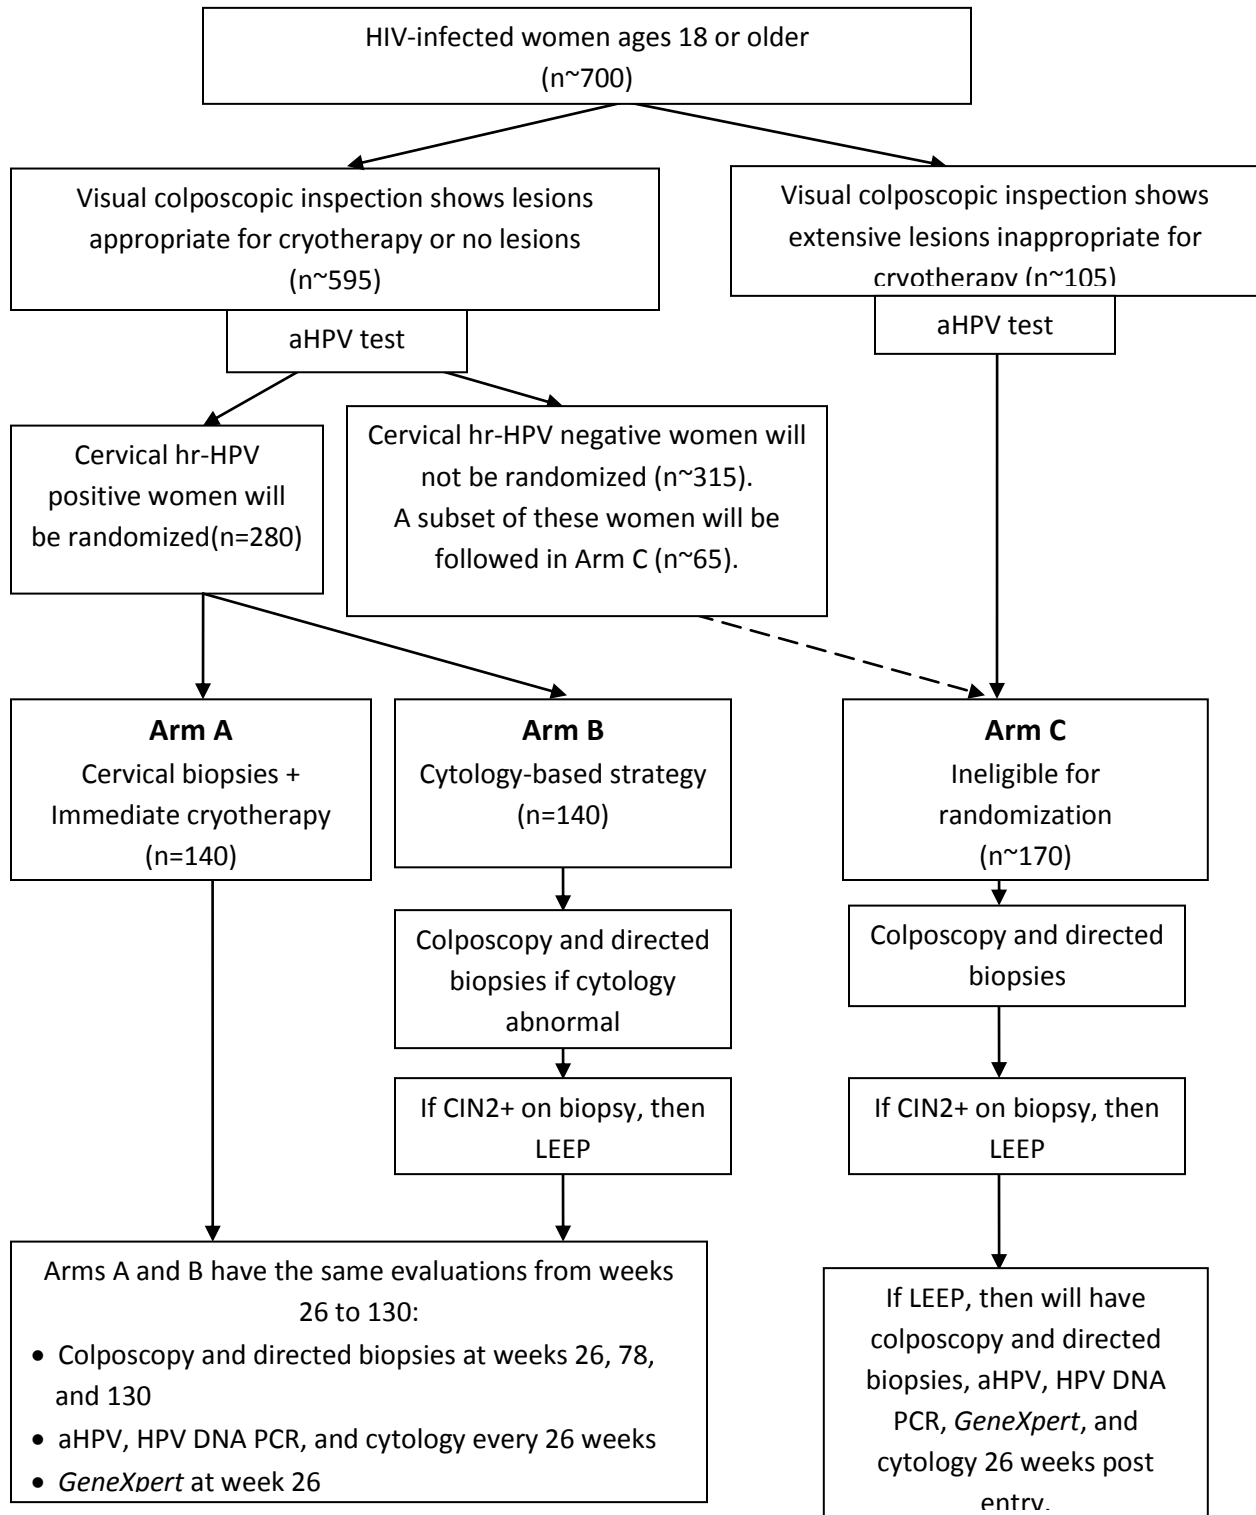 HIV-infected women ages 18 or older
(n~700)
Visual colposcopic inspection shows lesions
appropriate for cryotherapy or no lesions
(n~595)
Visual colposcopic inspection shows
extensive lesions inappropriate for
cryotherapy (n~105)
aHPV test
aHPV test
Cervical hr-HPV
positive women will
be randomized(n=280)
Cervical hr-HPV negative women will
not be randomized (n~315).
A subset of these women will be
followed in Arm C (n~65).
Arm A
Cervical biopsies +
Immediate cryotherapy
(n=140)
Arm B
Cytology-based strategy
(n=140)
Arm C
Ineligible for
randomization
(n~170)
Colposcopy and directed
biopsies if cytology
abnormal
Colposcopy and directed
biopsies
If CIN2+ on biopsy, then
LEEP
If CIN2+ on biopsy, then
LEEP
Arms A and B have the same evaluations from weeks
26 to 130:
• Colposcopy and directed biopsies at weeks 26, 78,
and 130
• aHPV, HPV DNA PCR, and cytology every 26 weeks
• GeneXpert at week 26
If LEEP, then will have
colposcopy and directed
biopsies, aHPV, HPV DNA
PCR, GeneXpert, and
cytology 26 weeks post
entry.